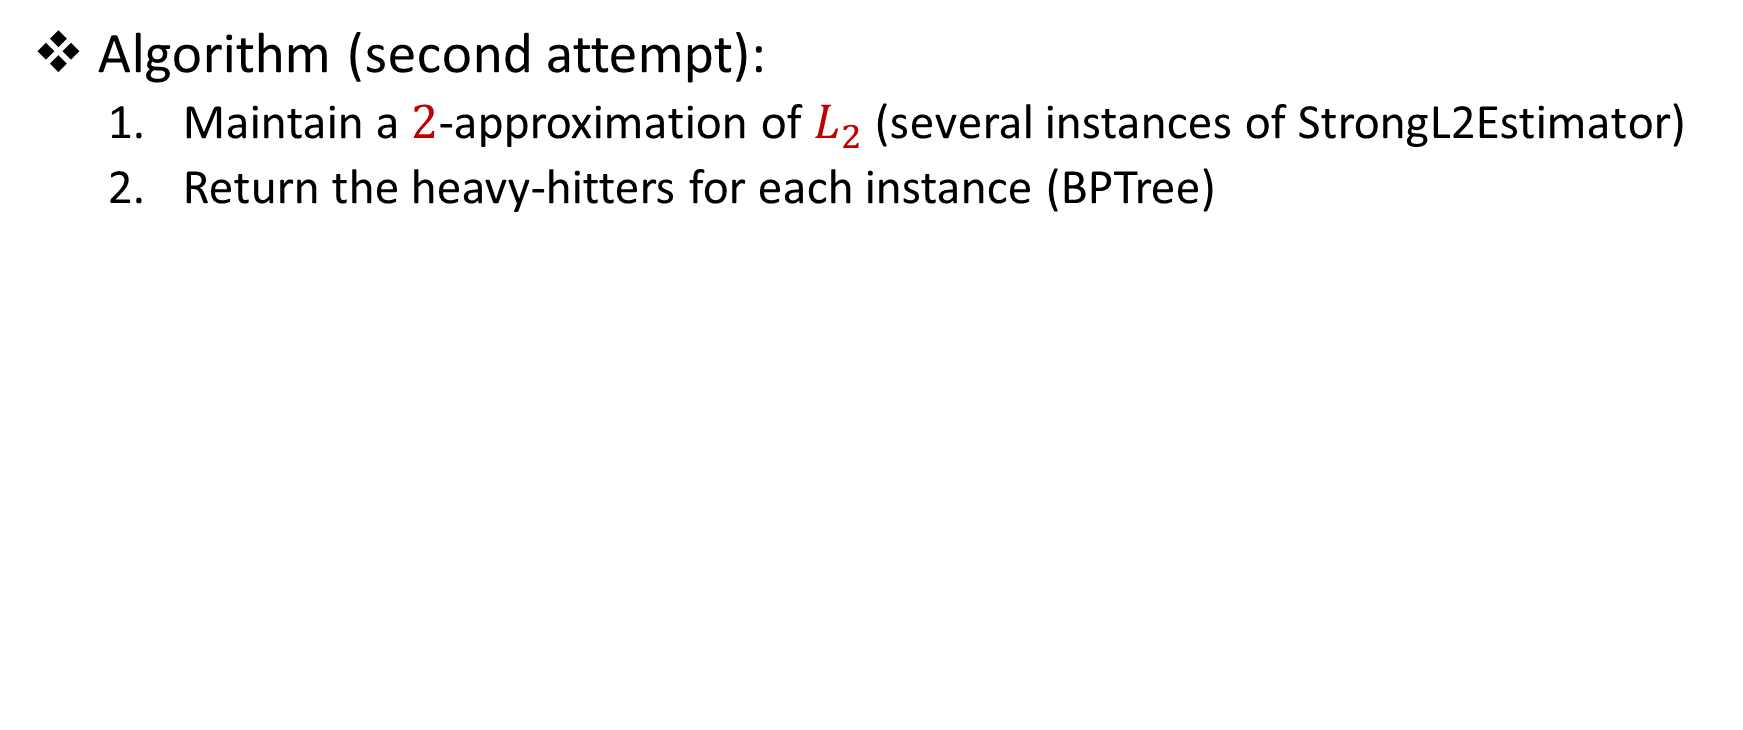 ❖ Algorithm (second attempt):
1. Maintain a 2-approximation of L₂ (several instances of StrongL2Estimator)
2. Return the heavy-hitters for each instance (BPTree)